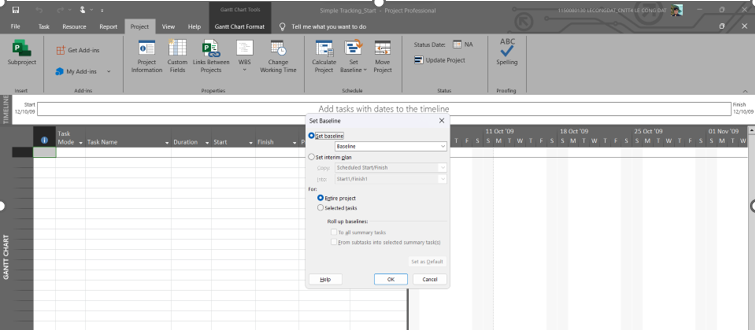 Gantt Chart Tools
Simple Tracking_Start - Project Professional
File Task Resource Report Project View Help Gantt Chart Format Tell me what you want to do
Subproject
Get Add-ins
My Add-ins
Project Information
Custom Fields
Links Between Projects
WBS
Change Working Time
Calculate Project
Set Baseline
Move Project
Status Date: NA
Update Project
ABC
Spelling
Insert Add-ins Properties Schedule Status Proofing
TIMELINE
Start
12/10/09
Add tasks with dates to the timeline
Finish
12/10/09
Task Mode Task Name Duration Start Finish P
11 Oct '09 18 Oct '09 25 Oct '09 01 Nov '09
T F S S M T W T F S S M T W T F S S M T W T F S S M T W
GANTT CHART
Set Baseline
Set baseline
Baseline
Set interim plan
Copy: Scheduled Start/Finish
Into: Start1/Finish1
For:
Entire project
Selected tasks
Roll up baselines:
To all summary tasks
From subtasks into selected summary task(s)
Set as Default
Help OK Cancel